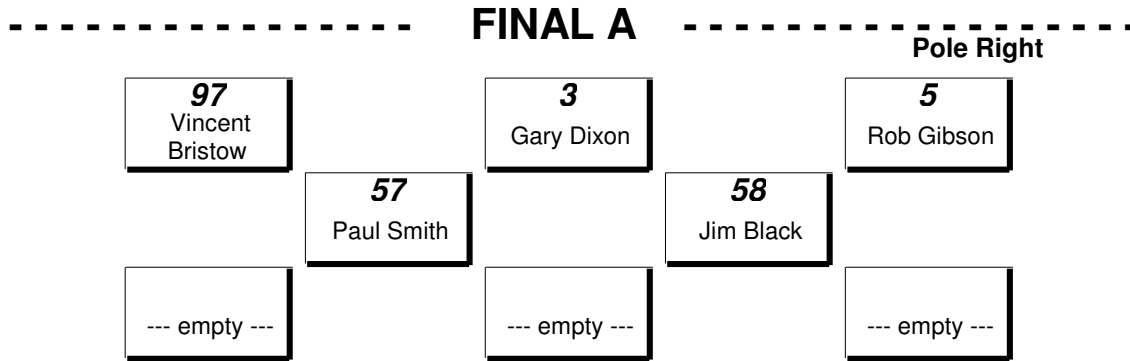 FINAL A
Pole Right
97
Vincent
Bristow
3
Gary Dixon
5
Rob Gibson
57
Paul Smith
58
Jim Black
--- empty ---
--- empty ---
--- empty ---